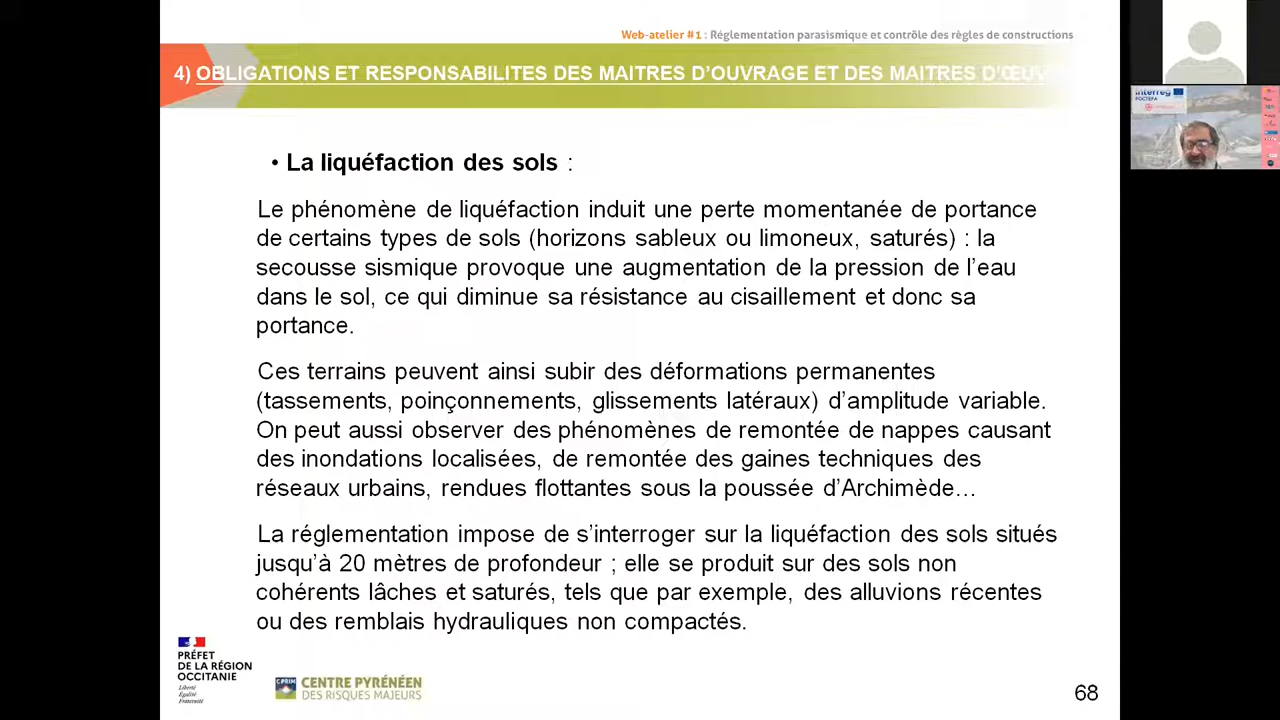 Web-atelier #1 : Réglementation parasismique et contrôle des règles de constructions
4) OBLIGATIONS ET RESPONSABILITES DES MAITRES D'OUVRAGE ET DES MAITRES D'ŒUV
• La liquéfaction des sols :
Le phénomène de liquéfaction induit une perte momentanée de portance
de certains types de sols (horizons sableux ou limoneux, saturés) : la
secousse sismique provoque une augmentation de la pression de l'eau
dans le sol, ce qui diminue sa résistance au cisaillement et donc sa
portance.
Ces terrains peuvent ainsi subir des déformations permanentes
(tassements, poinçonnements, glissements latéraux) d'amplitude variable.
On peut aussi observer des phénomènes de remontée de nappes causant
des inondations localisées, de remontée des gaines techniques des
réseaux urbains, rendues flottantes sous la poussée d'Archimède…
La réglementation impose de s'interroger sur la liquéfaction des sols situés
jusqu'à 20 mètres de profondeur ; elle se produit sur des sols non
cohérents lâches et saturés, tels que par exemple, des alluvions récentes
ou des remblais hydrauliques non compactés.
PRÉFET
DE LA RÉGION
OCCITANIE
Liberté
Égalité
Fraternité
CPRIM
CENTRE PYRÉNÉEN
DES RISQUES MAJEURS
68
Interreg
POCTEFA